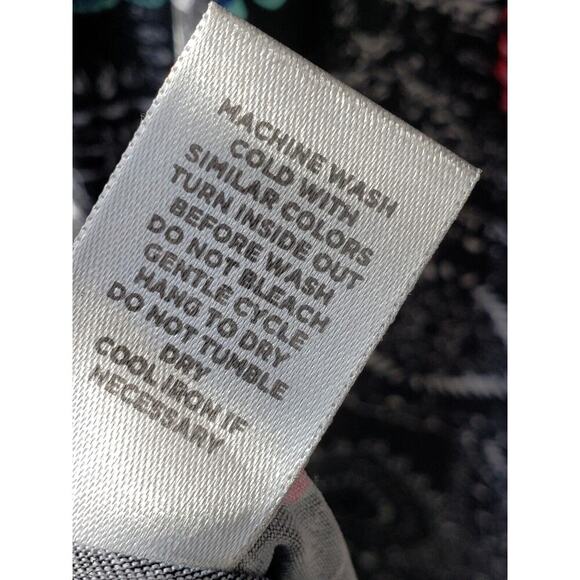 MACHINE WASH
COLD WITH
SIMILAR COLORS
TURN INSIDE OUT
BEFORE WASH
DO NOT BLEACH
GENTLE CYCLE
HANG TO DRY
DO NOT TUMBLE
DRY
COOL IRON IF
NECESSARY